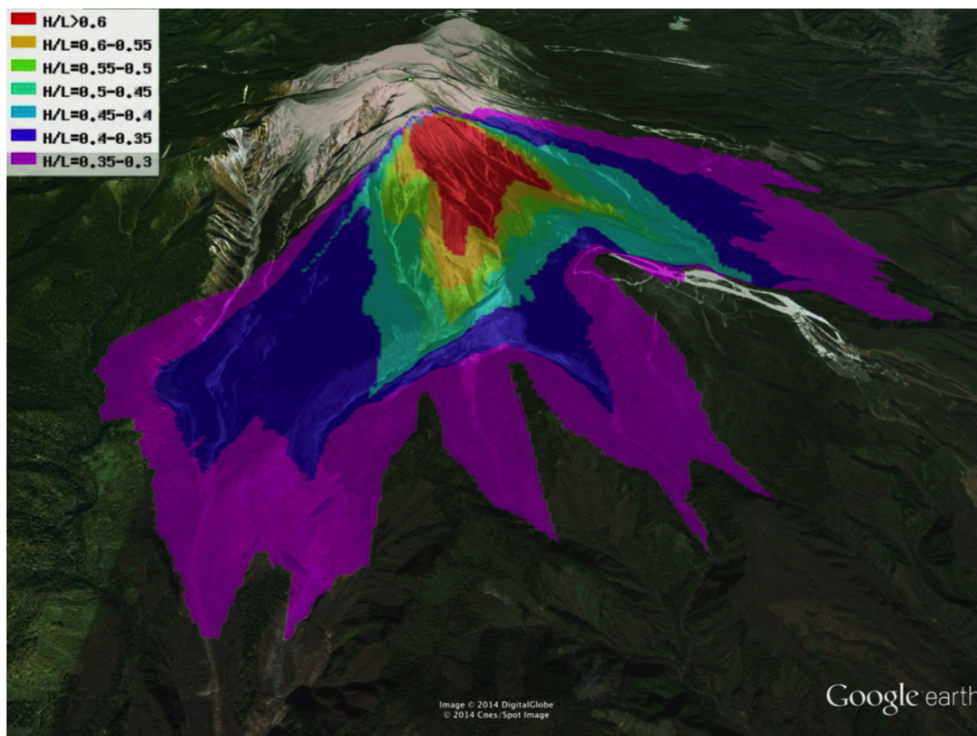 H/L>0.6
H/L=0.6-0.55
H/L=0.55-0.5
H/L=0.5-0.45
H/L=0.45-0.4
H/L=0.4-0.35
H/L=0.35-0.3
Image © 2014 DigitalGlobe
© 2014 Cnes/Spot Image
Google earth